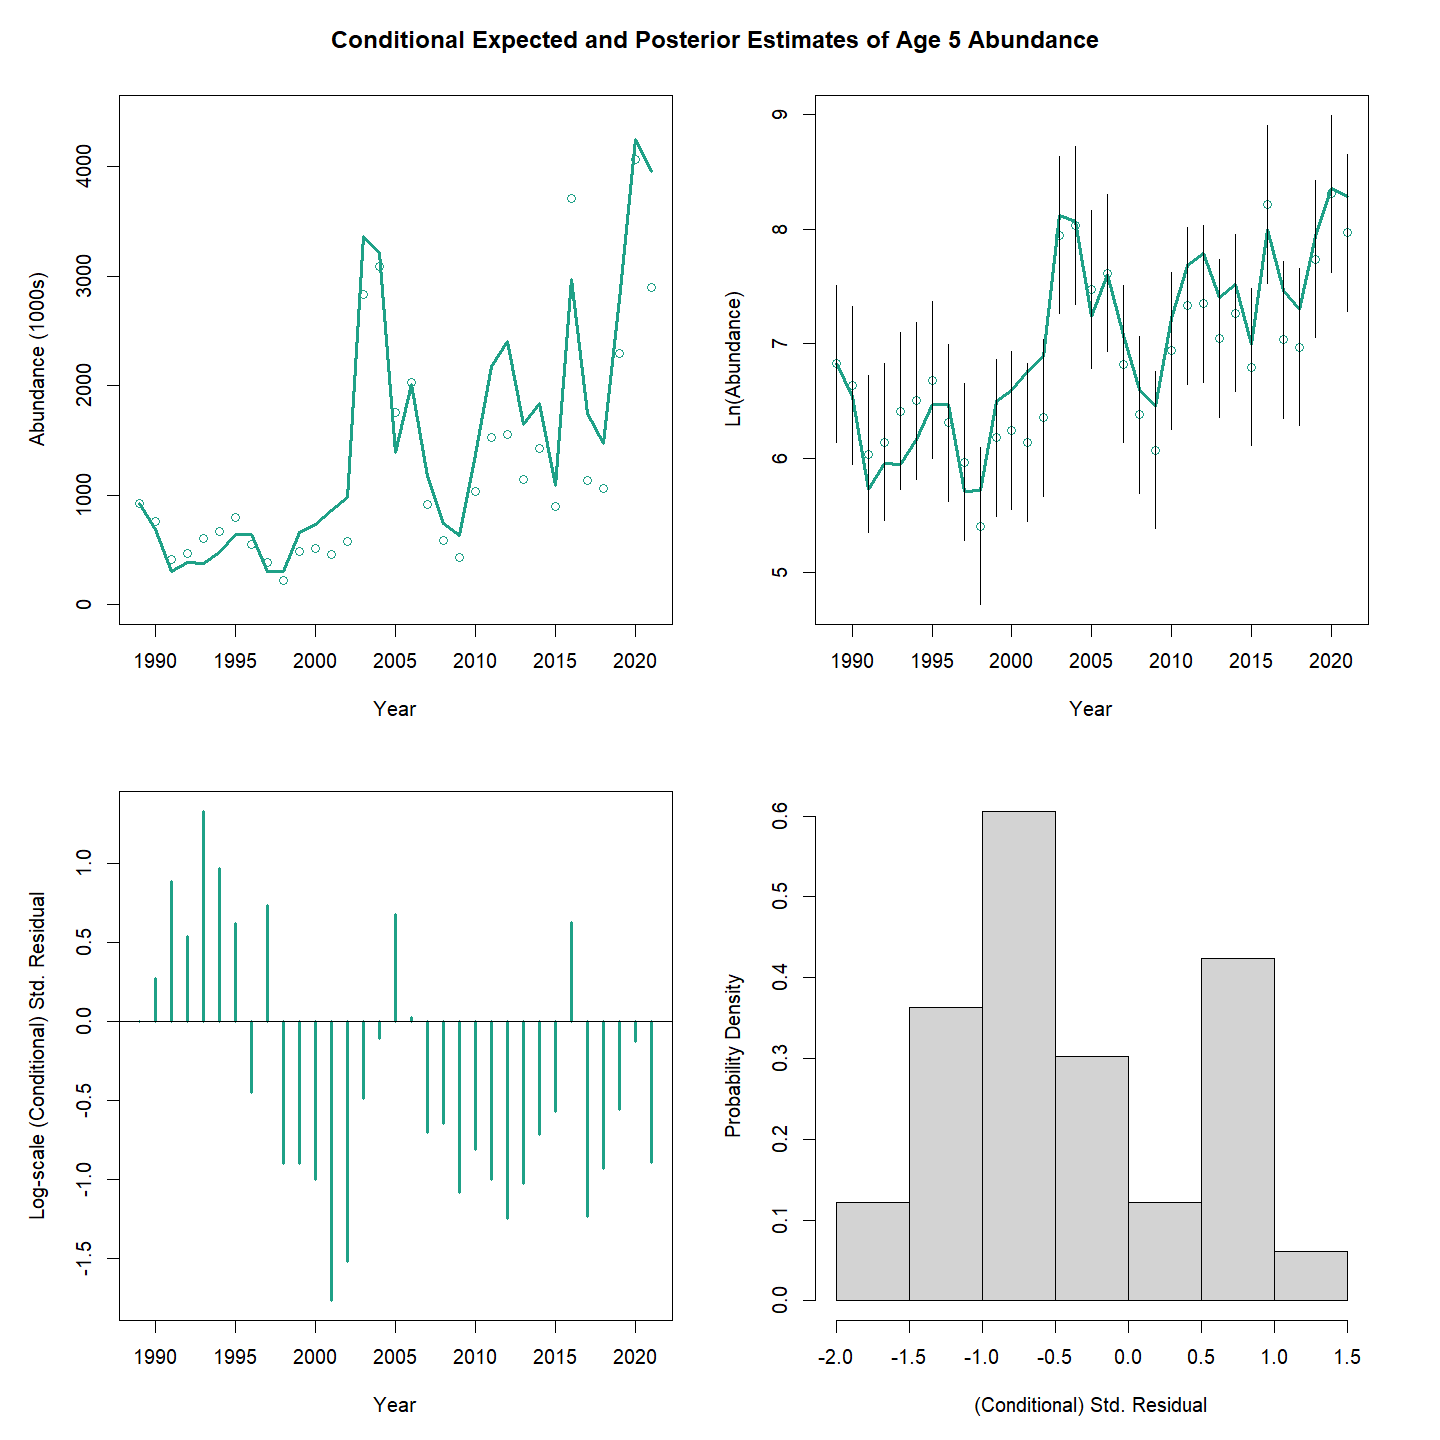 Conditional Expected and Posterior Estimates of Age 5 Abundance
Abundance (1000s)
4000
3000
2000
1000
0
1990 1995 2000 2005 2010 2015 2020
Year
Ln(Abundance)
9
8
7
6
5
1990 1995 2000 2005 2010 2015 2020
Year
Log-scale (Conditional) Std. Residual
1.0
0.5
0.0
-0.5
-1.0
-1.5
1990 1995 2000 2005 2010 2015 2020
Year
Probability Density
0.6
0.5
0.4
0.3
0.2
0.1
0.0
-2.0 -1.5 -1.0 -0.5 0.0 0.5 1.0 1.5
(Conditional) Std. Residual